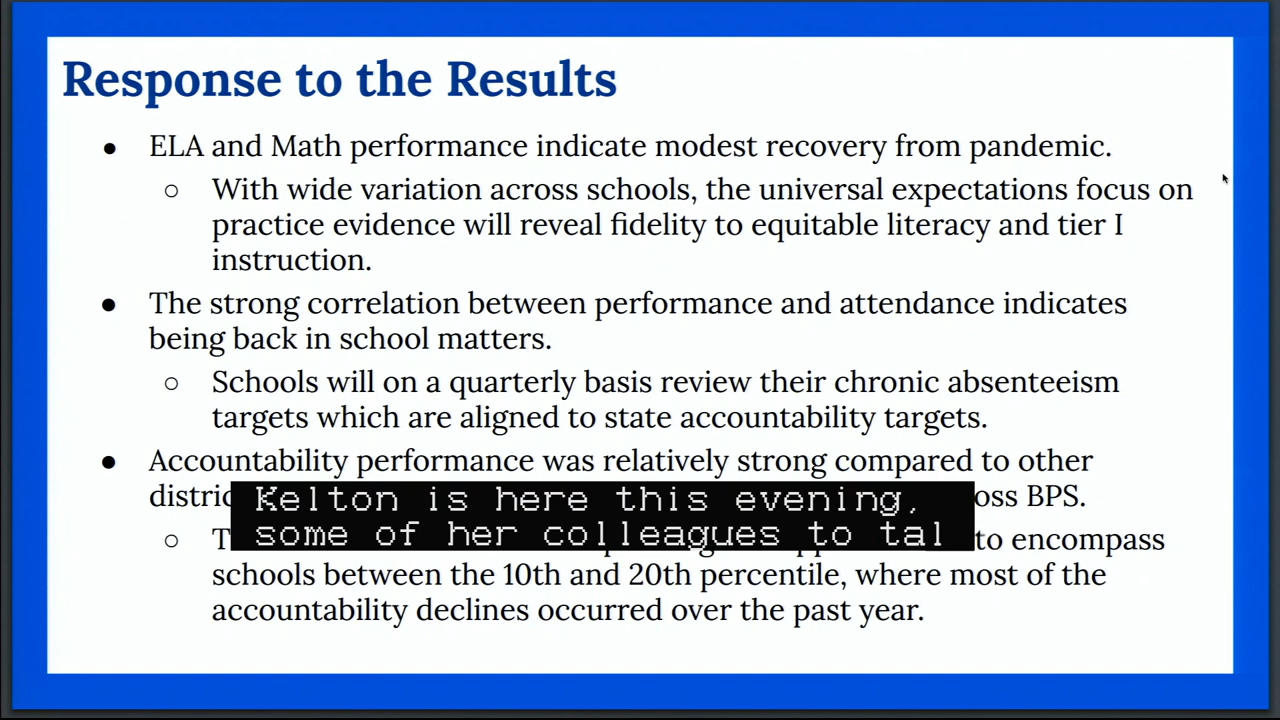 Response to the Results
● ELA and Math performance indicate modest recovery from pandemic.
○ With wide variation across schools, the universal expectations focus on
practice evidence will reveal fidelity to equitable literacy and tier I
instruction.
● The strong correlation between performance and attendance indicates
being back in school matters.
○ Schools will on a quarterly basis review their chronic absenteeism
targets which are aligned to state accountability targets.
● Accountability performance was relatively strong compared to other
BPS.
○ to encompass
schools between the 10th and 20th percentile, where most of the
accountability declines occurred over the past year.
Kelton is here this evening,
some of her colleagues to tal